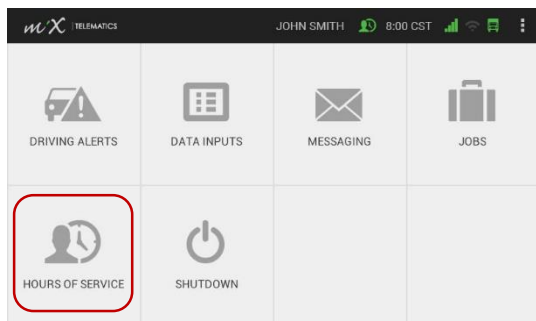 miX TELEMATICS JOHN SMITH 8:00 CST
DRIVING ALERTS DATA INPUTS MESSAGING JOBS
HOURS OF SERVICE SHUTDOWN